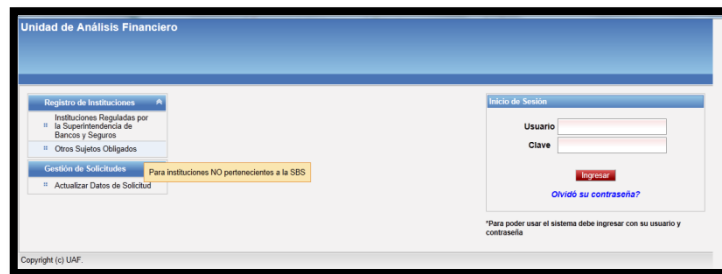 Unidad de Análisis Financiero
Registro de Instituciones
Instituciones Reguladas por
la Superintendencia de
Bancos y Seguros
Otros Sujetos Obligados
Gestión de Solicitudes
Para instituciones NO pertenecientes a la SBS
Actualizar Datos de Solicitud
Inicio de Sesión
Usuario
Clave
Ingresar
Olvidó su contraseña?
*Para poder usar el sistema debe ingresar con su usuario y
contraseña
Copyright (c) UAF.